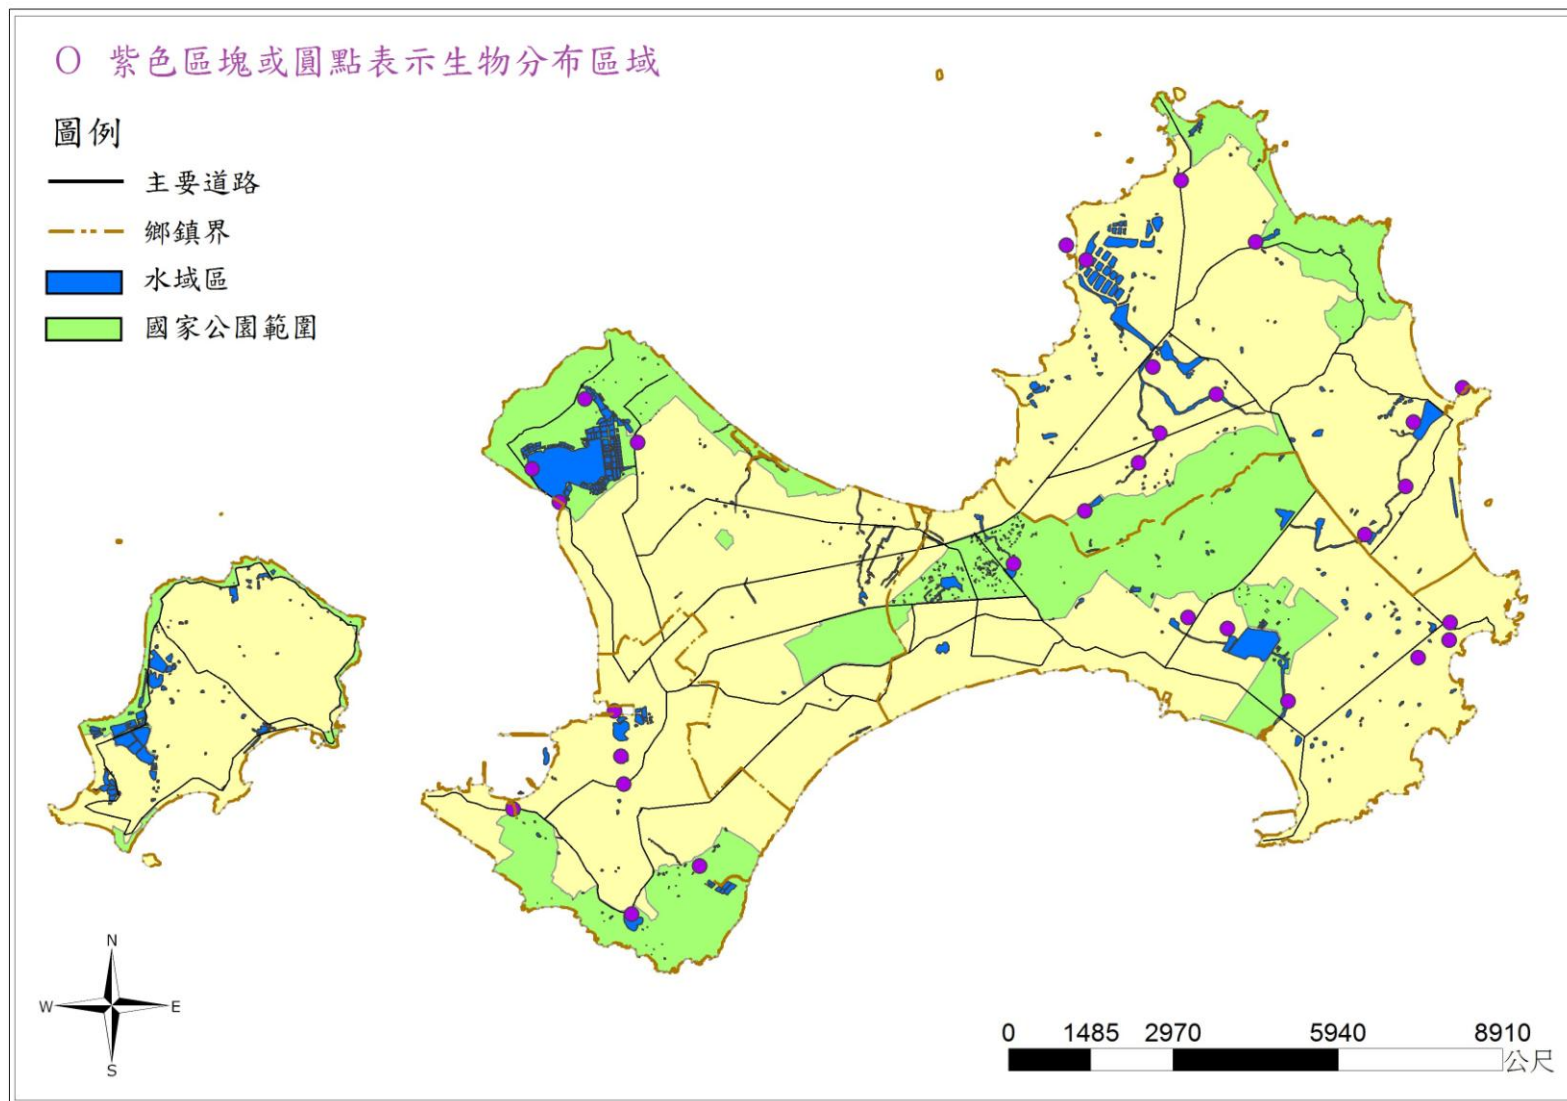 O 紫色區塊或圓點表示生物分布區域
圖例
主要道路
鄉鎮界
水域區
國家公園範圍
N
W E
S
0 1485 2970 5940 8910
公尺